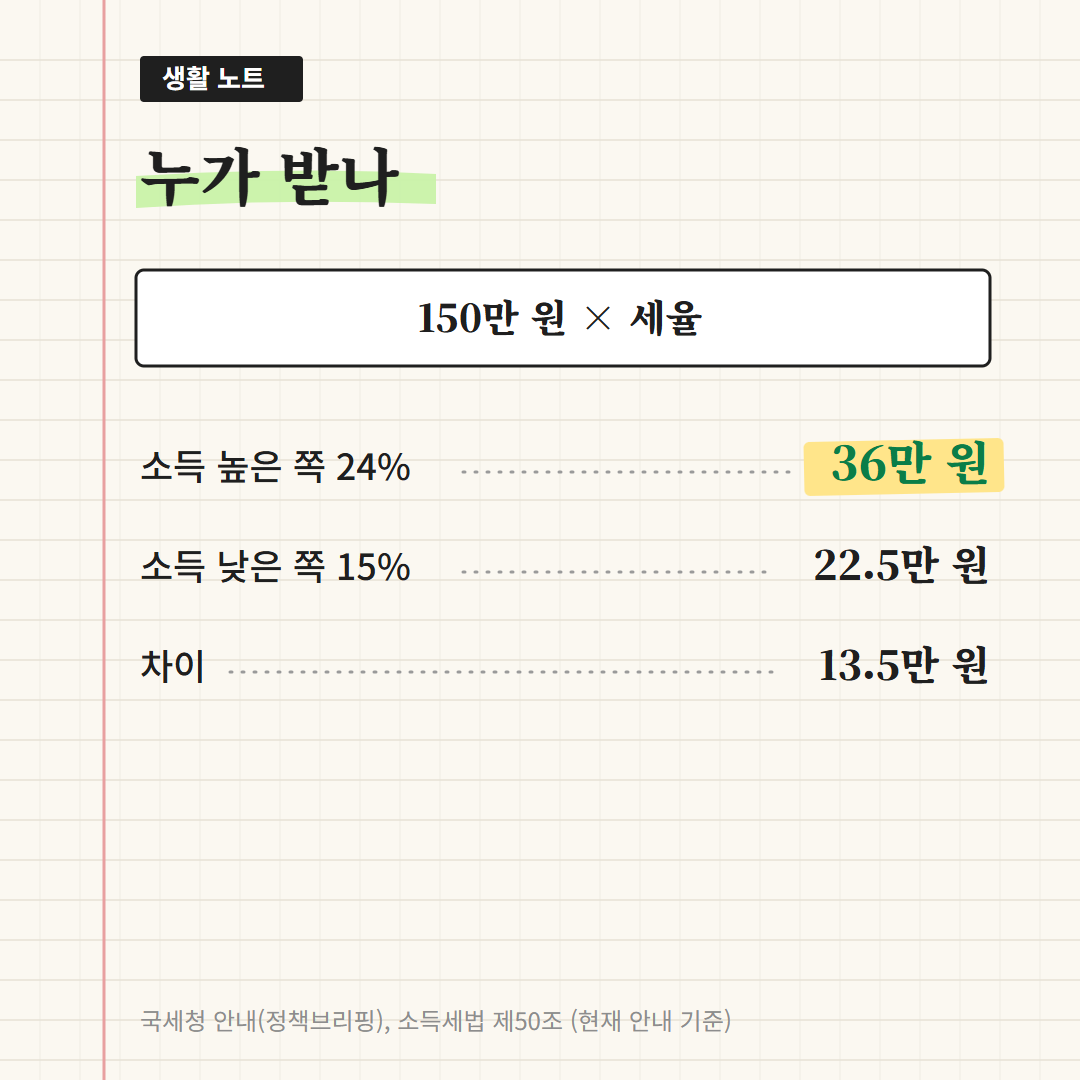 생활 노트
누가 받나
150만 원 × 세율
소득 높은 쪽 24% 36만 원
소득 낮은 쪽 15% 22.5만 원
차이 13.5만 원
국세청 안내(정책브리핑), 소득세법 제50조 (현재 안내 기준)